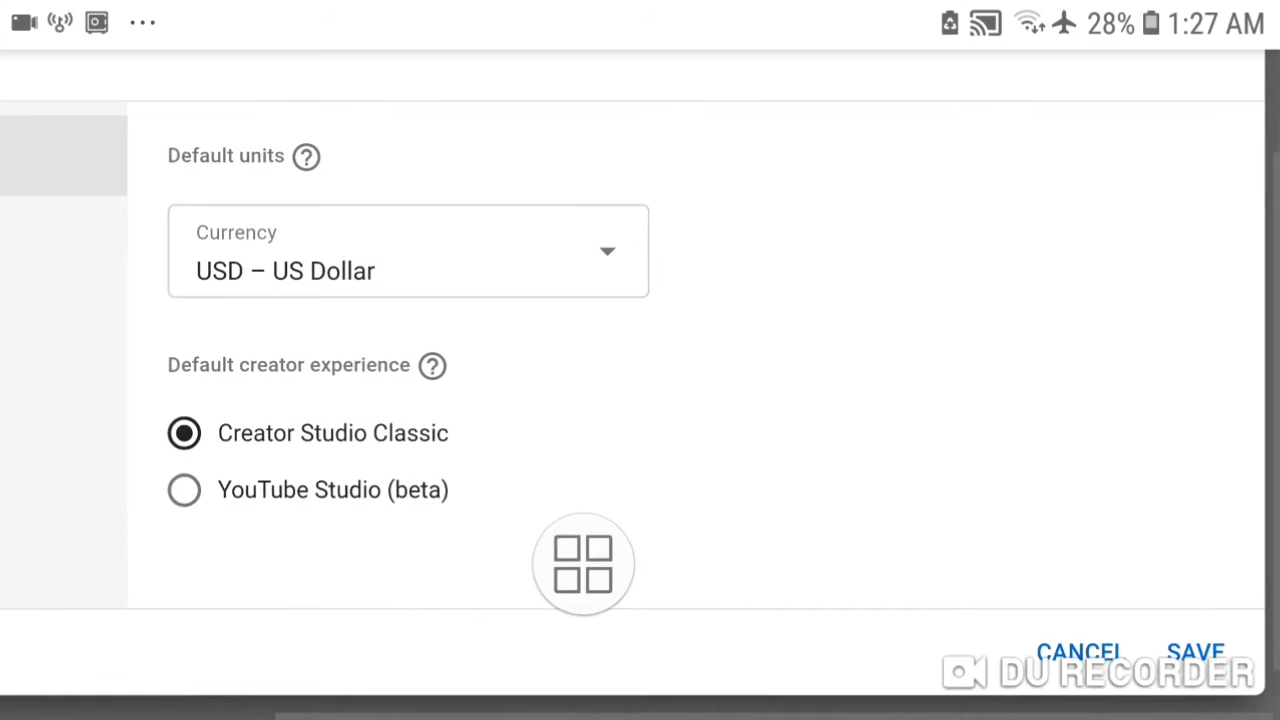 28% 1:27 AM
Default units
Currency
USD – US Dollar
Default creator experience
Creator Studio Classic
YouTube Studio (beta)
CANCEL SAVE
DU RECORDER